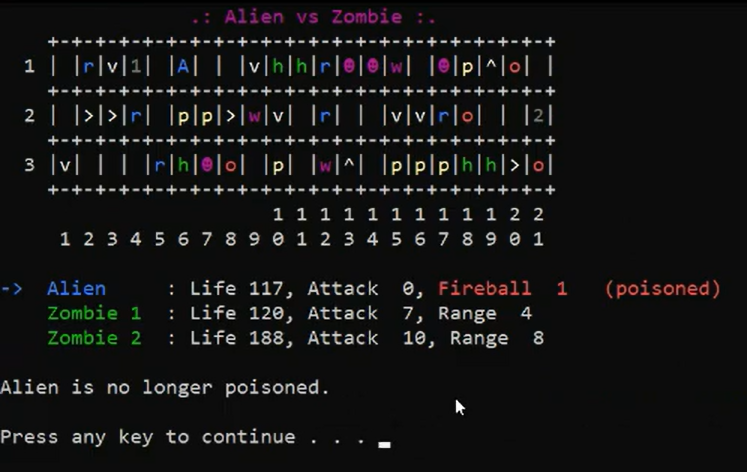 .: Alien vs Zombie :.
+-+-+-+-+-+-+-+-+-+-+-+-+-+-+-+-+-+-+-+-+-+
1 | |r|v|1| |A| | |v|h|h|r|☻|☻|w| |☻|p|^|o| |
+-+-+-+-+-+-+-+-+-+-+-+-+-+-+-+-+-+-+-+-+-+
2 | |>|>|r| |p|p|>|w|v| |r| | |v|v|r|o| | |2|
+-+-+-+-+-+-+-+-+-+-+-+-+-+-+-+-+-+-+-+-+-+
3 |v| | | |r|h|☻|o| |p| |w|^| |p|p|p|h|h|>|o|
+-+-+-+-+-+-+-+-+-+-+-+-+-+-+-+-+-+-+-+-+-+
1 1 1 1 1 1 1 1 1 1 2 2
1 2 3 4 5 6 7 8 9 0 1 2 3 4 5 6 7 8 9 0 1
-> Alien : Life 117, Attack 0, Fireball 1 (poisoned)
Zombie 1 : Life 120, Attack 7, Range 4
Zombie 2 : Life 188, Attack 10, Range 8
Alien is no longer poisoned.
Press any key to continue . . .